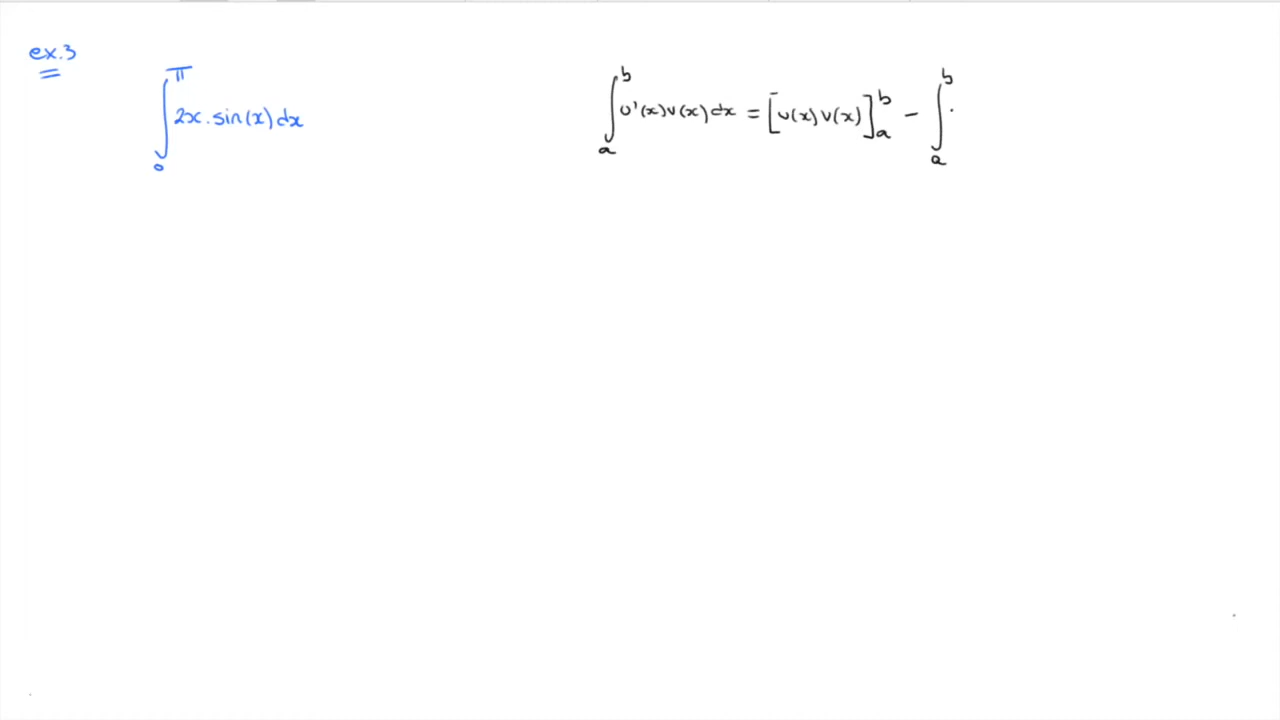 ex.3
∫₀^π 2x.sin(x)dx
∫ₐᵇ u'(x)v(x)dx = [u(x)v(x)]ₐᵇ - ∫ₐᵇ